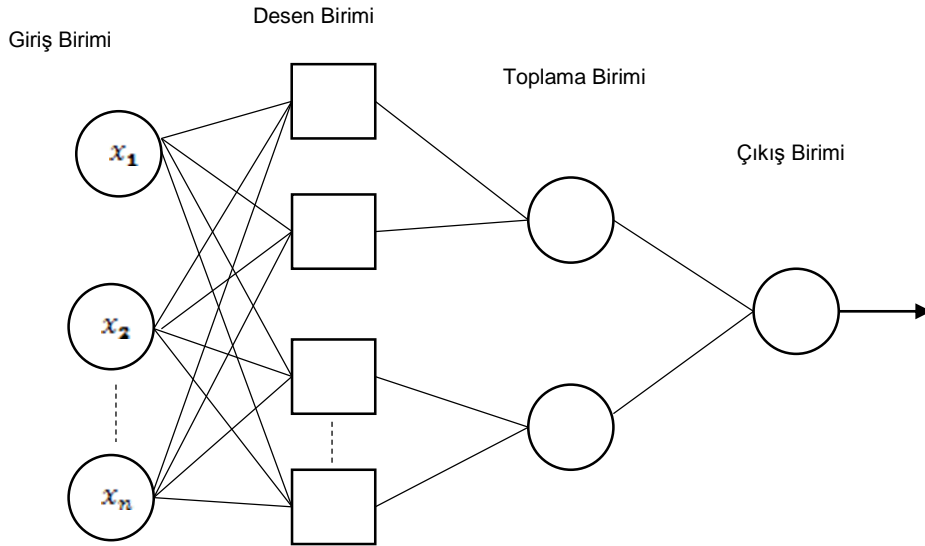 Desen Birimi
Giriş Birimi
Toplama Birimi
Çıkış Birimi
x₁
x₂
xₙ